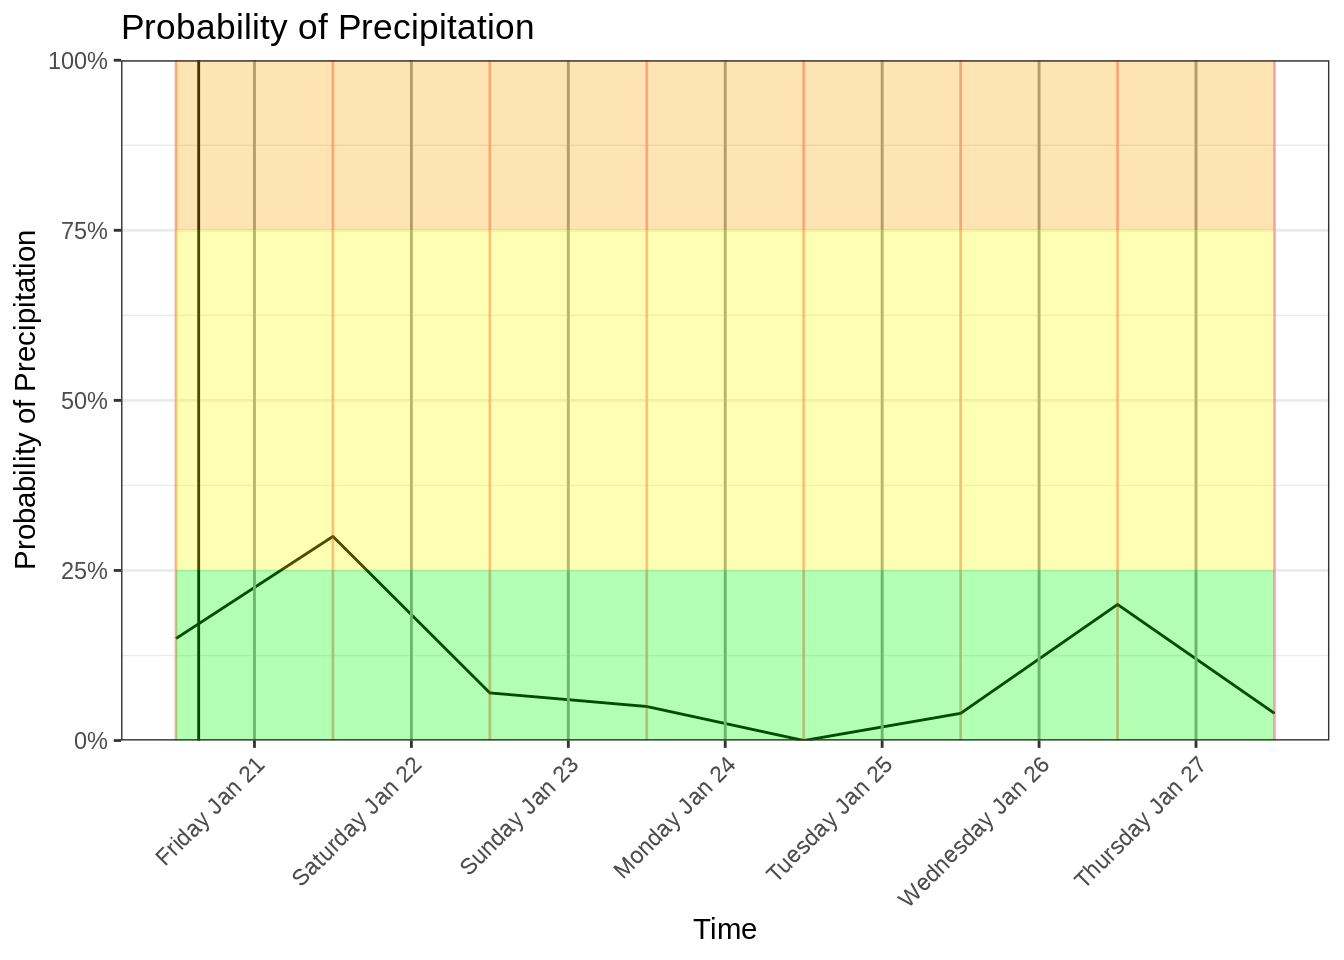 Probability of Precipitation
Probability of Precipitation
100%
75%
50%
25%
0%
Friday Jan 21
Saturday Jan 22
Sunday Jan 23
Monday Jan 24
Tuesday Jan 25
Wednesday Jan 26
Thursday Jan 27
Time